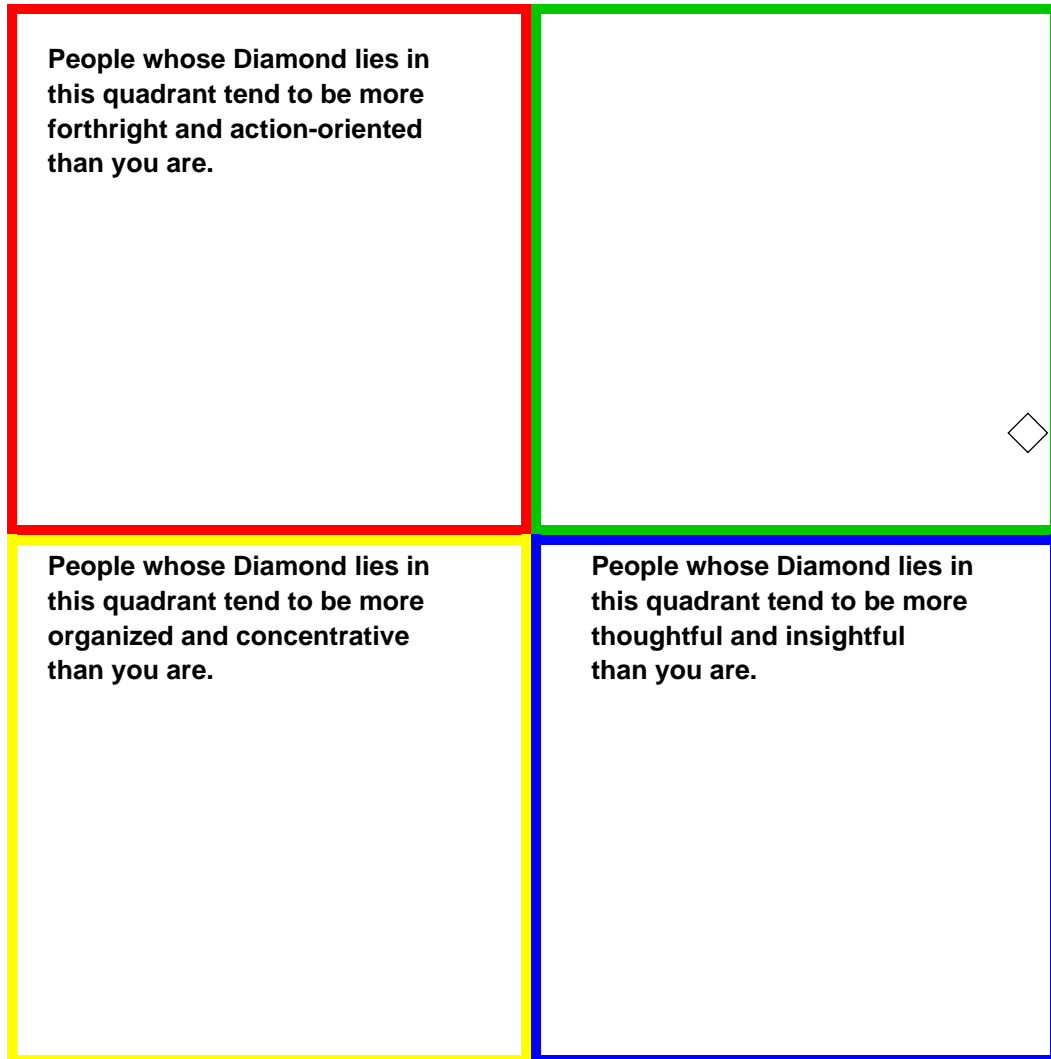 People whose Diamond lies in
this quadrant tend to be more
forthright and action-oriented
than you are.
People whose Diamond lies in
this quadrant tend to be more
organized and concentrative
than you are.
People whose Diamond lies in
this quadrant tend to be more
thoughtful and insightful
than you are.